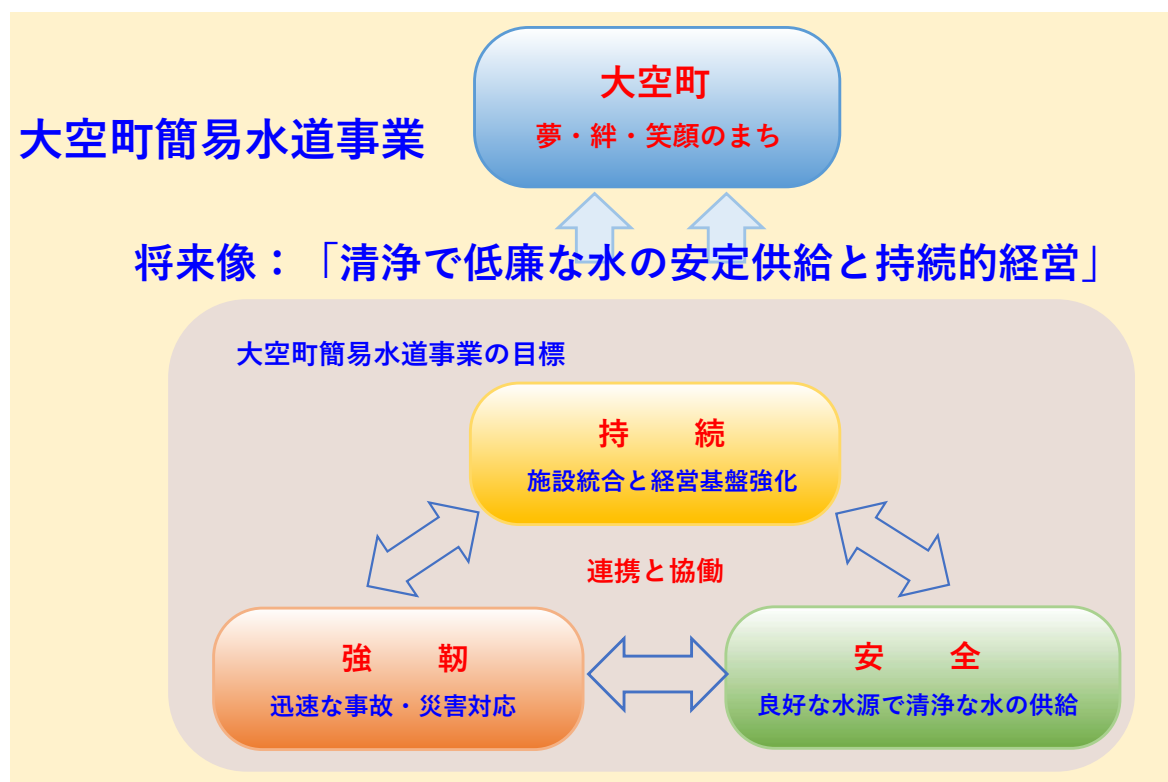 大空町
夢・絆・笑顔のまち
大空町簡易水道事業
将来像：「清浄で低廉な水の安定供給と持続的経営」
大空町簡易水道事業の目標
持　　続
施設統合と経営基盤強化
連携と協働
強　　靭
迅速な事故・災害対応
安　　全
良好な水源で清浄な水の供給